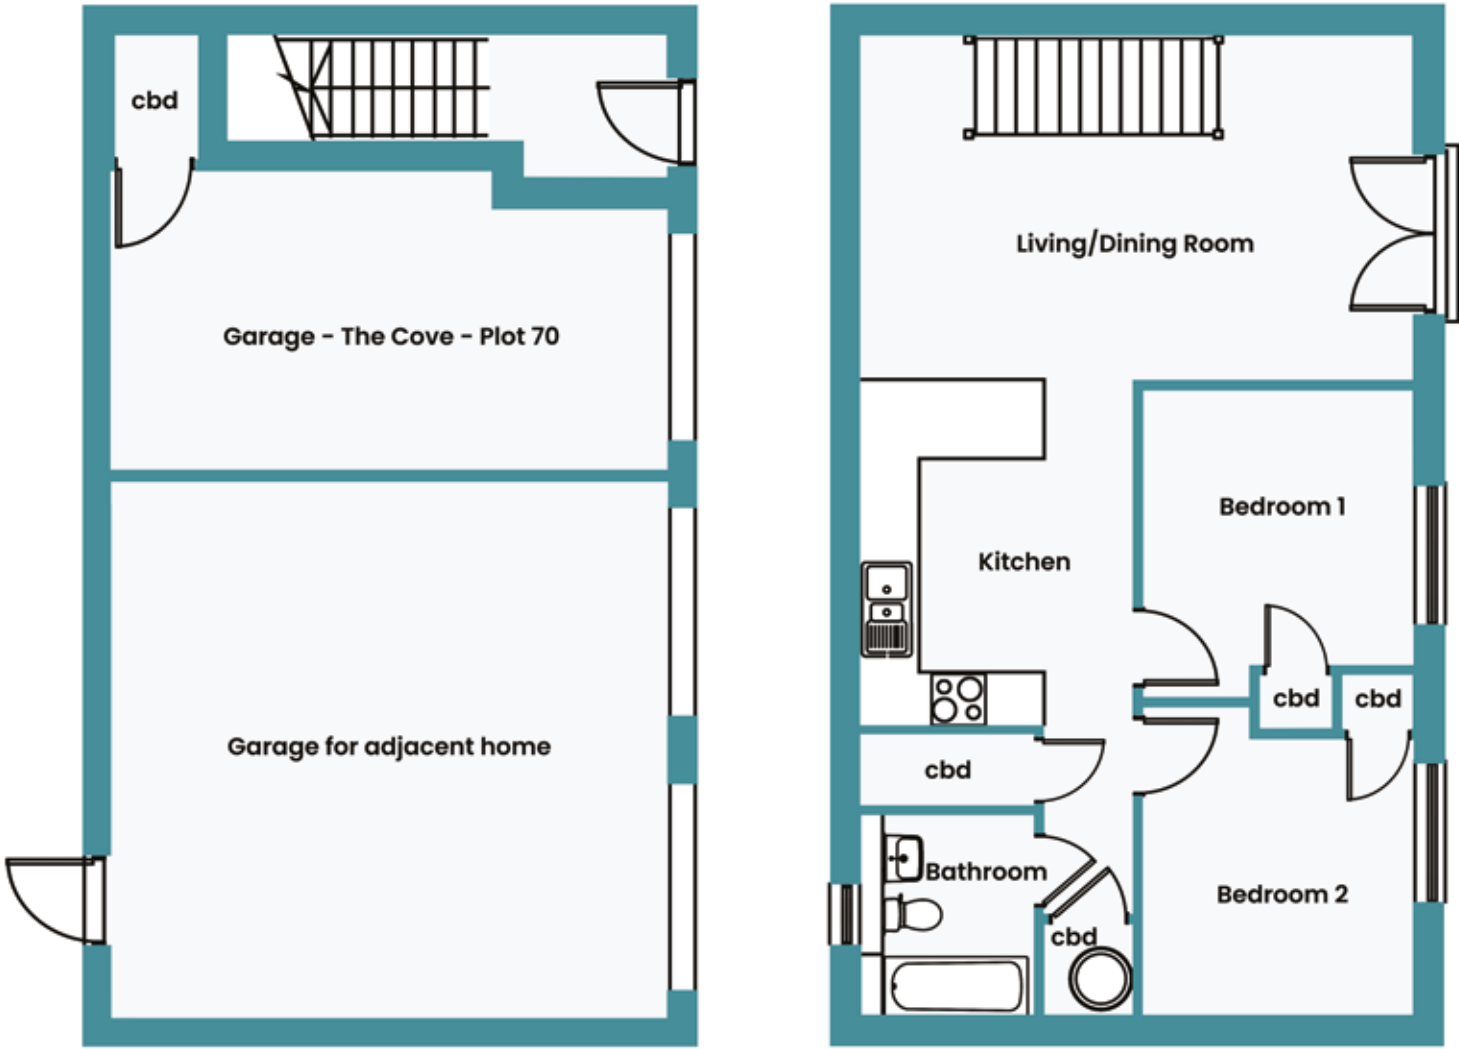 cbd
Garage - The Cove - Plot 70
Garage for adjacent home
Living/Dining Room
Bedroom 1
Kitchen
cbd
cbd
cbd
Bathroom
Bedroom 2
cbd